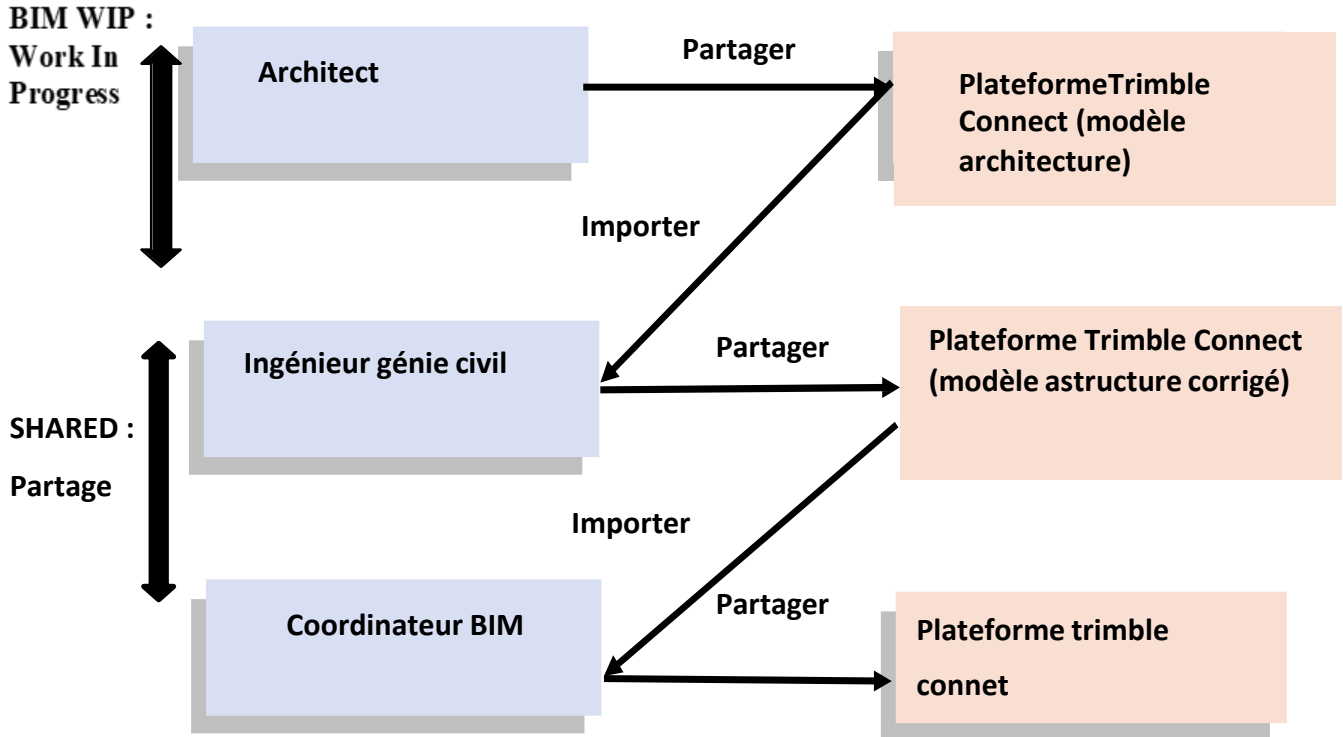 BIM WIP :
Work In
Progress
Architect
Partager
PlateformeTrimble
Connect (modèle
architecture)
Importer
Ingénieur génie civil
Partager
Plateforme Trimble Connect
(modèle astructure corrigé)
SHARED :
Partage
Importer
Coordinateur BIM
Partager
Plateforme trimble
connet